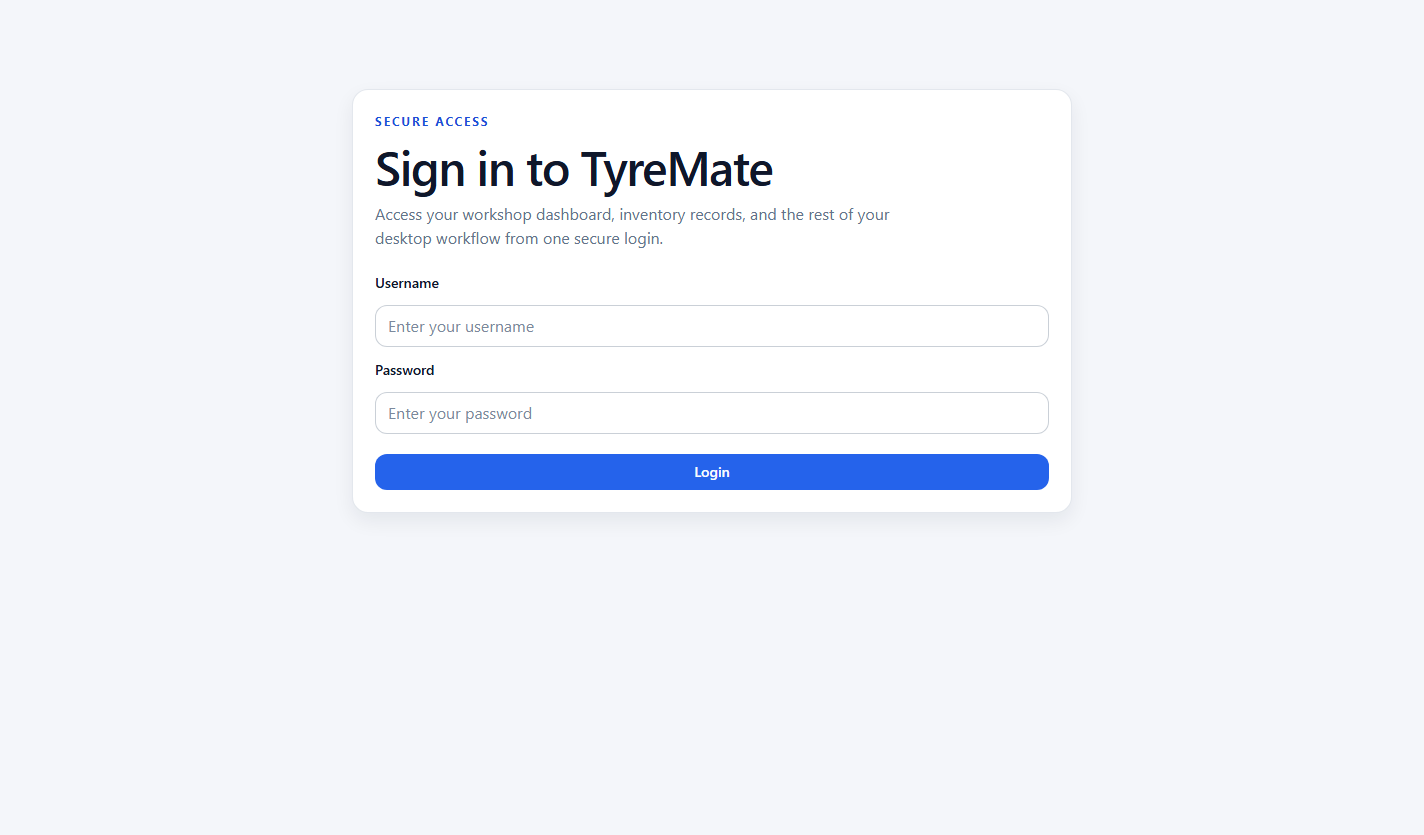 SECURE ACCESS
Sign in to TyreMate
Access your workshop dashboard, inventory records, and the rest of your
desktop workflow from one secure login.
Username
Enter your username
Password
Enter your password
Login